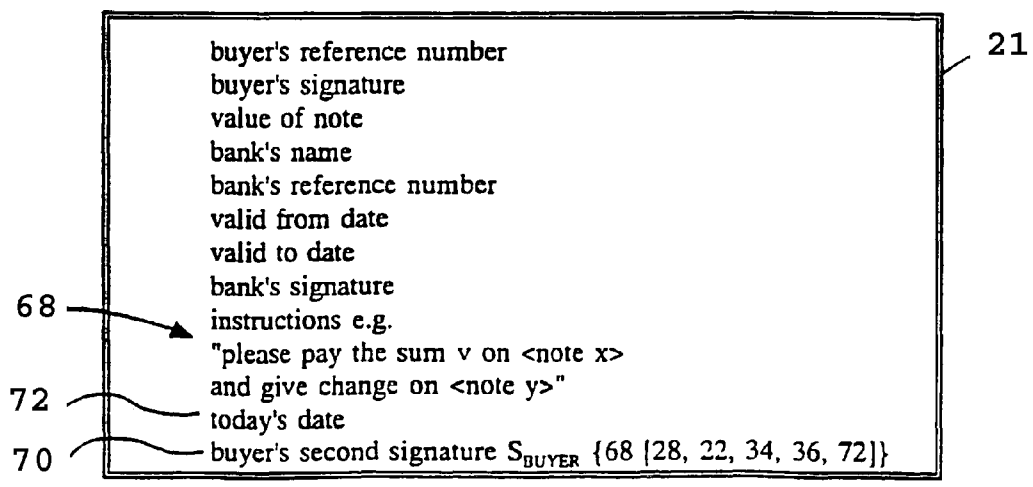 21
buyer's reference number
buyer's signature
value of note
bank's name
bank's reference number
valid from date
valid to date
bank's signature
68
instructions e.g.
"please pay the sum v on <note x>
and give change on <note y>"
72
today's date
70
buyer's second signature S_BUYER {68 [28, 22, 34, 36, 72]}